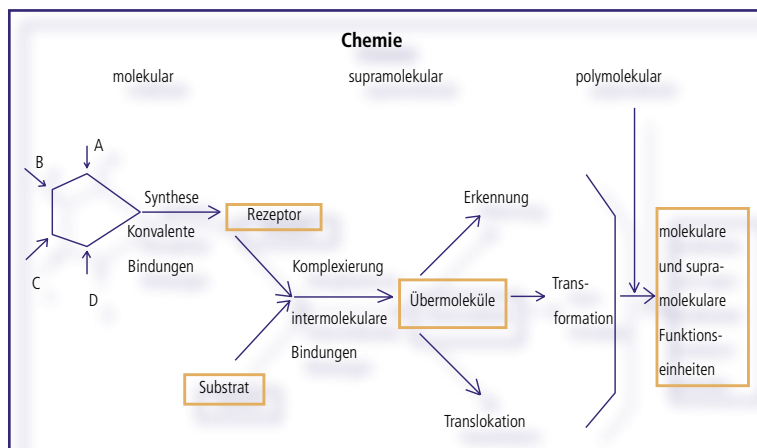 Chemie
molekular
supramolekular
polymolekular
A
B
C
D
Synthese
Konvalente
Bindungen
Rezeptor
Substrat
Komplexierung
intermolekulare
Bindungen
Übermoleküle
Erkennung
Trans-
formation
Translokation
molekulare
und supra-
molekulare
Funktions-
einheiten